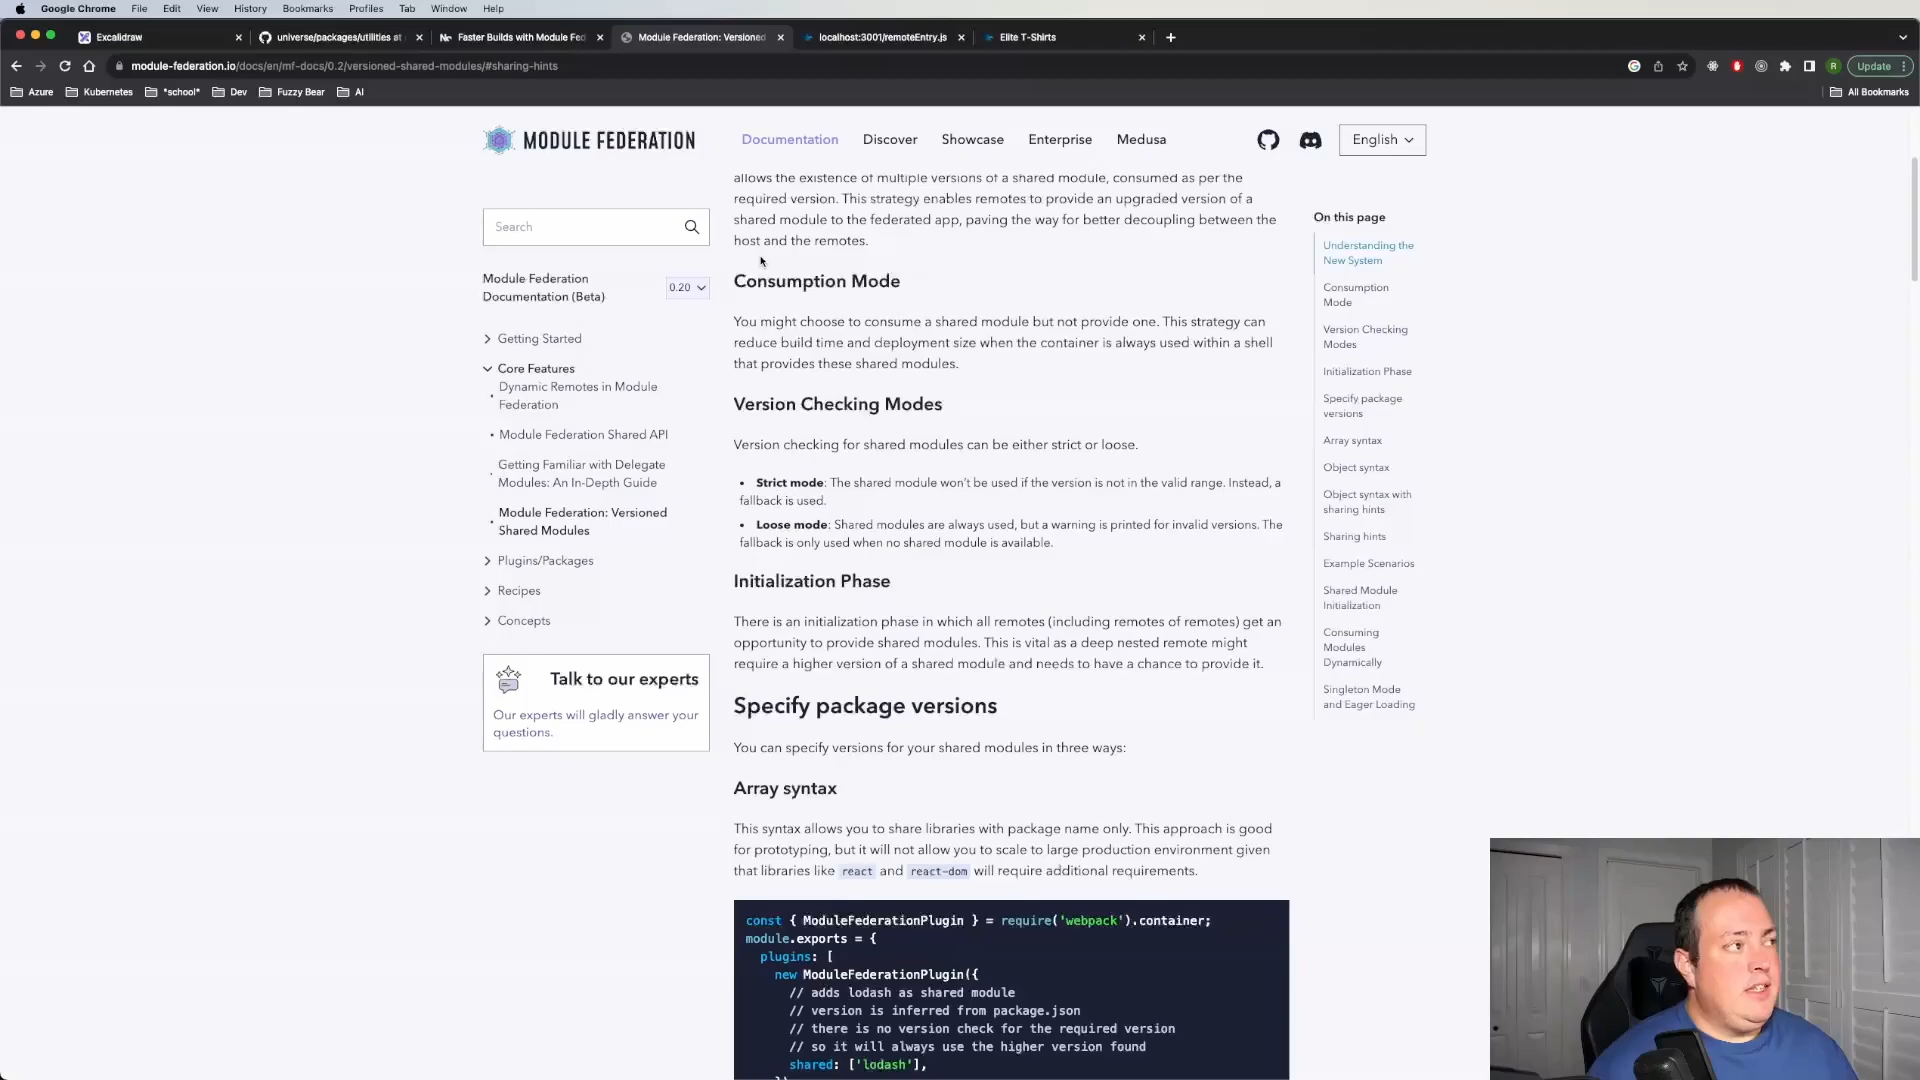 Google Chrome File Edit View History Bookmarks Profiles Tab Window Help
Excalidraw
universe/packages/utilities at
Faster Builds with Module Fed
Module Federation: Versioned
localhost:3001/remoteEntry.js
Elite T-Shirts
module-federation.io/docs/en/mf-docs/0.2/versioned-shared-modules/#sharing-hints
R
Update
Azure Kubernetes *school* Dev Fuzzy Bear AI All Bookmarks
MODULE FEDERATION
Documentation Discover Showcase Enterprise Medusa
English
Search
Module Federation
Documentation (Beta)
0.20
Getting Started
Core Features
Dynamic Remotes in Module
Federation
Module Federation Shared API
Getting Familiar with Delegate
Modules: An In-Depth Guide
Module Federation: Versioned
Shared Modules
Plugins/Packages
Recipes
Concepts
Talk to our experts
Our experts will gladly answer your
questions.
allows the existence of multiple versions of a shared module, consumed as per the
required version. This strategy enables remotes to provide an upgraded version of a
shared module to the federated app, paving the way for better decoupling between the
host and the remotes.
Consumption Mode
You might choose to consume a shared module but not provide one. This strategy can
reduce build time and deployment size when the container is always used within a shell
that provides these shared modules.
Version Checking Modes
Version checking for shared modules can be either strict or loose.
• Strict mode: The shared module won't be used if the version is not in the valid range. Instead, a
fallback is used.
• Loose mode: Shared modules are always used, but a warning is printed for invalid versions. The
fallback is only used when no shared module is available.
Initialization Phase
There is an initialization phase in which all remotes (including remotes of remotes) get an
opportunity to provide shared modules. This is vital as a deep nested remote might
require a higher version of a shared module and needs to have a chance to provide it.
Specify package versions
You can specify versions for your shared modules in three ways:
Array syntax
This syntax allows you to share libraries with package name only. This approach is good
for prototyping, but it will not allow you to scale to large production environment given
that libraries like react and react-dom will require additional requirements.
const { ModuleFederationPlugin } = require('webpack').container;
module.exports = {
plugins: [
new ModuleFederationPlugin({
// adds lodash as shared module
// version is inferred from package.json
// there is no version check for the required version
// so it will always use the higher version found
shared: ['lodash'],
On this page
Understanding the
New System
Consumption
Mode
Version Checking
Modes
Initialization Phase
Specify package
versions
Array syntax
Object syntax
Object syntax with
sharing hints
Sharing hints
Example Scenarios
Shared Module
Initialization
Consuming
Modules
Dynamically
Singleton Mode
and Eager Loading